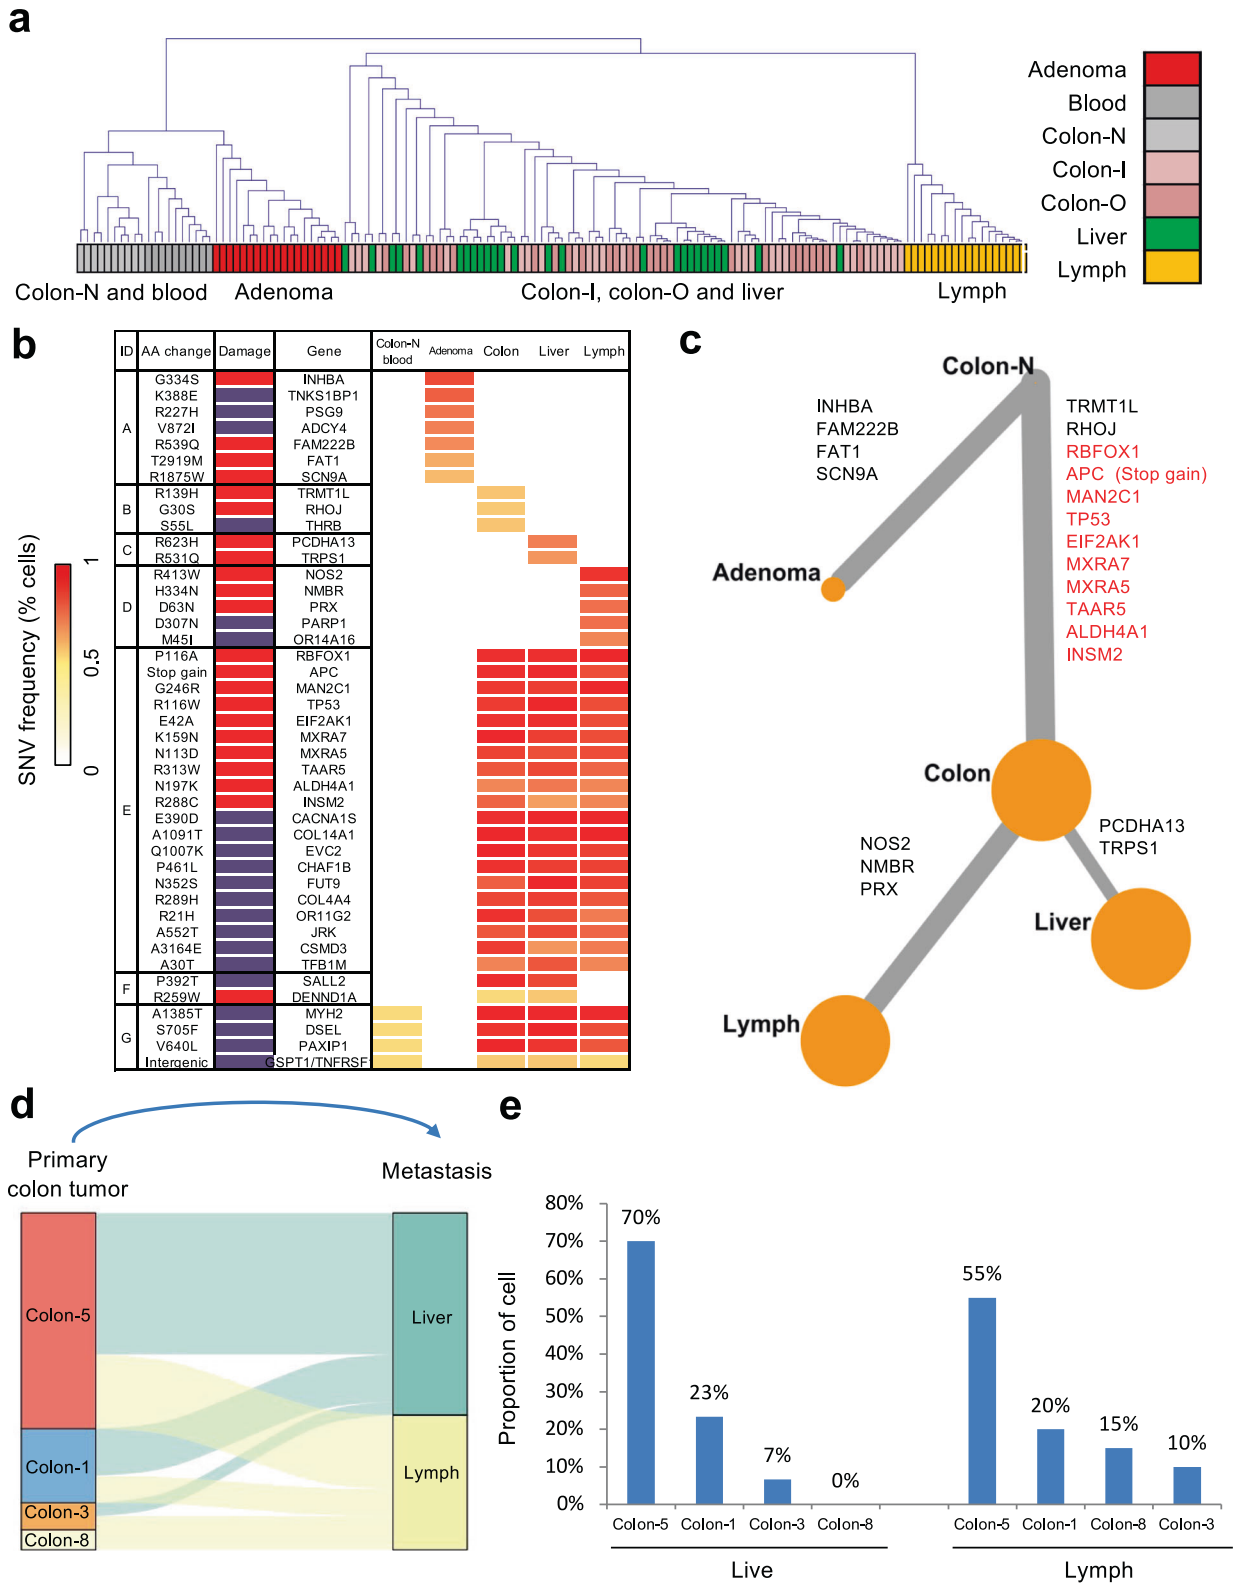 a
Adenoma
Blood
Colon-N
Colon-I
Colon-O
Liver
Lymph
Colon-N and blood
Adenoma
Colon-I, colon-O and liver
Lymph
b
SNV frequency (% cells)
1
0.5
0
ID AA change Damage Gene Colon-N blood Adenoma Colon Liver Lymph
A
G334S INHBA
K388E TNKS1BP1
R227H PSG9
V872I ADCY4
R539Q FAM222B
T2919M FAT1
R1875W SCN9A
B
R139H TRMT1L
G30S RHOJ
S55L THRB
C
R623H PCDHA13
R531Q TRPS1
D
R413W NOS2
H334N NMBR
D63N PRX
D307N PARP1
M45I OR14A16
E
P116A RBFOX1
Stop gain APC
G246R MAN2C1
R116W TP53
E42A EIF2AK1
K159N MXRA7
N113D MXRA5
R313W TAAR5
N197K ALDH4A1
R288C INSM2
E390D CACNA1S
A1091T COL14A1
Q1007K EVC2
P461L CHAF1B
N352S FUT9
R289H COL4A4
R21H OR11G2
A552T JRK
A3164E CSMD3
A30T TFB1M
F
P392T SALL2
R259W DENND1A
G
A1385T MYH2
S705F DSEL
V640L PAXIP1
Intergenic GSPT1/TNFRSF
c
Colon-N
INHBA
FAM222B
FAT1
SCN9A
TRMT1L
RHOJ
RBFOX1
APC (Stop gain)
MAN2C1
TP53
EIF2AK1
MXRA7
MXRA5
TAAR5
ALDH4A1
INSM2
Adenoma
Colon
NOS2
NMBR
PRX
PCDHA13
TRPS1
Liver
Lymph
d
Primary
colon tumor
Metastasis
Colon-5
Colon-1
Colon-3
Colon-8
Liver
Lymph
e
Proportion of cell
80%
70%
60%
50%
40%
30%
20%
10%
0%
70%
23%
7%
0%
55%
20%
15%
10%
Colon-5 Colon-1 Colon-3 Colon-8
Colon-5 Colon-1 Colon-8 Colon-3
Live
Lymph